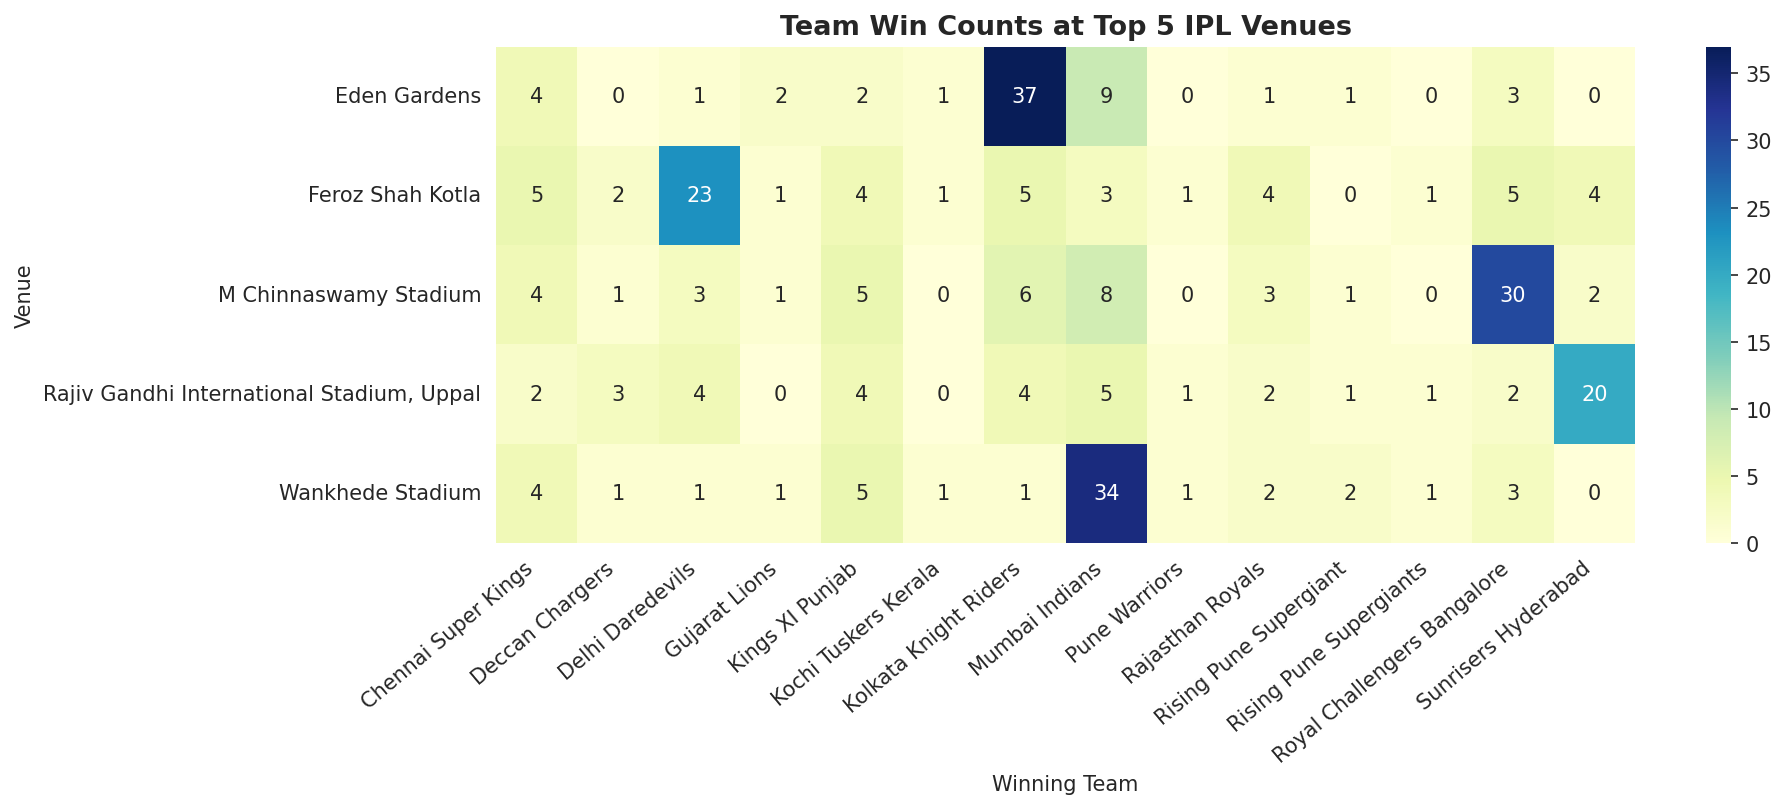 Team Win Counts at Top 5 IPL Venues
Venue
Eden Gardens 4 0 1 2 2 1 37 9 0 1 1 0 3 0
Feroz Shah Kotla 5 2 23 1 4 1 5 3 1 4 0 1 5 4
M Chinnaswamy Stadium 4 1 3 1 5 0 6 8 0 3 1 0 30 2
Rajiv Gandhi International Stadium, Uppal 2 3 4 0 4 0 4 5 1 2 1 1 2 20
Wankhede Stadium 4 1 1 1 5 1 1 34 1 2 2 1 3 0
Chennai Super Kings
Deccan Chargers
Delhi Daredevils
Gujarat Lions
Kings XI Punjab
Kochi Tuskers Kerala
Kolkata Knight Riders
Mumbai Indians
Pune Warriors
Rajasthan Royals
Rising Pune Supergiant
Rising Pune Supergiants
Royal Challengers Bangalore
Sunrisers Hyderabad
Winning Team
35
30
25
20
15
10
5
0